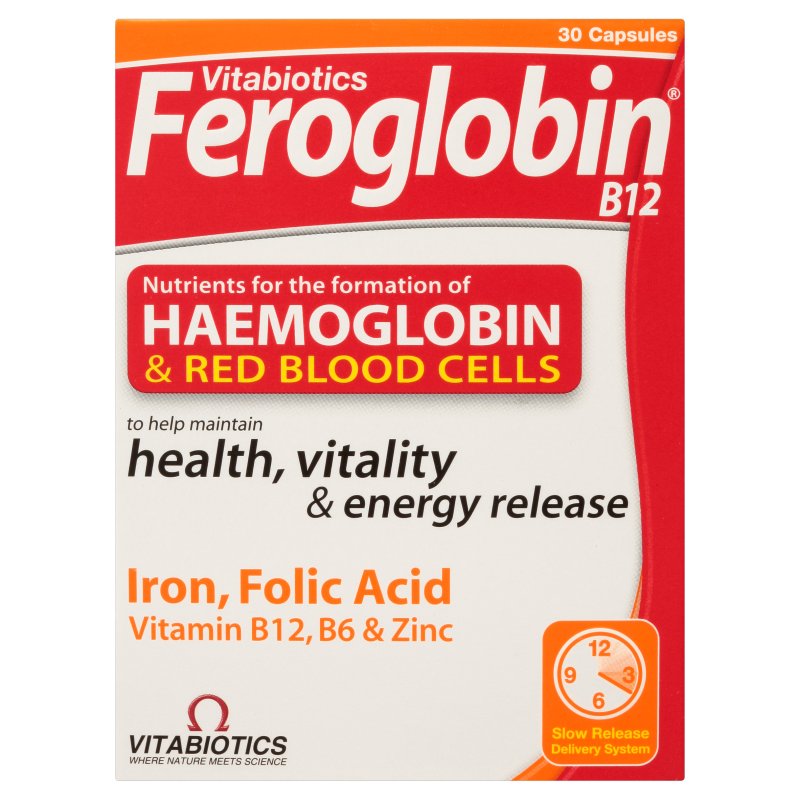 30 Capsules
Vitabiotics
Feroglobin®
B12
Nutrients for the formation of
HAEMOGLOBIN
& RED BLOOD CELLS
to help maintain
health, vitality
& energy release
Iron, Folic Acid
Vitamin B12, B6 & Zinc
12
9 3
6
Slow Release
Delivery System
VITABIOTICS
WHERE NATURE MEETS SCIENCE